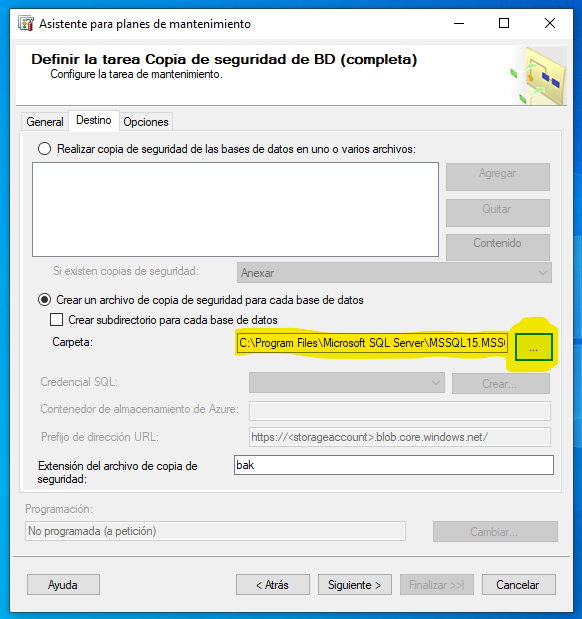 Asistente para planes de mantenimiento
Definir la tarea Copia de seguridad de BD (completa)
Configure la tarea de mantenimiento.
General Destino Opciones
Realizar copia de seguridad de las bases de datos en uno o varios archivos:
Agregar
Quitar
Contenido
Si existen copias de seguridad: Anexar
Crear un archivo de copia de seguridad para cada base de datos
Crear subdirectorio para cada base de datos
Carpeta: C:\Program Files\Microsoft SQL Server\MSSQL15.MSS ...
Credencial SQL: Crear...
Contenedor de almacenamiento de Azure:
Prefijo de dirección URL: https://<storageaccount>.blob.core.windows.net/
Extensión del archivo de copia de
seguridad: bak
Programación:
No programada (a petición) Cambiar...
Ayuda < Atrás Siguiente > Finalizar >>| Cancelar